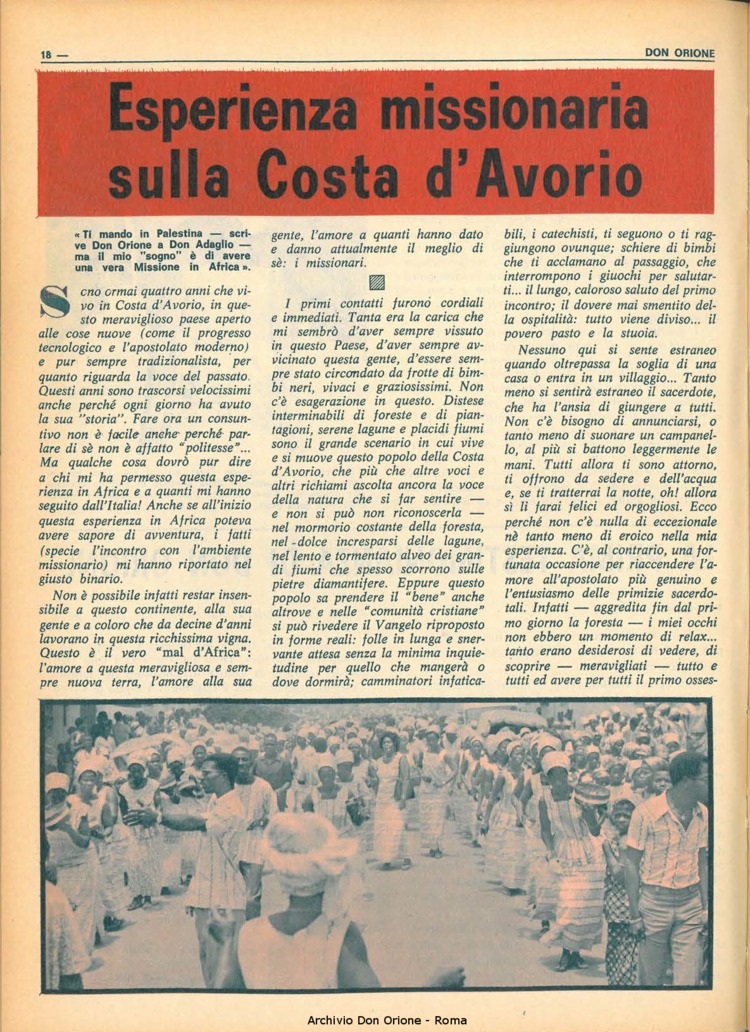 18 —
DON ORIONE
Esperienza missionaria
sulla Costa d'Avorio
«Ti mando in Palestina — scri-
ve Don Orione a Don Adaglio —
ma il mio "sogno" è di avere
una vera Missione in Africa».
Scno ormai quattro anni che vi-
vo in Costa d'Avorio, in que-
sto meraviglioso paese aperto
alle cose nuove (come il progresso
tecnologico e l'apostolato moderno)
e pur sempre tradizionalista, per
quanto riguarda la voce del passato.
Questi anni sono trascorsi velocissimi
anche perché ogni giorno ha avuto
la sua "storia". Fare ora un consun-
tivo non è facile anche perché par-
lare di sè non è affatto "politesse"...
Ma qualche cosa dovrò pur dire
a chi mi ha permesso questa espe-
rienza in Africa e a quanti mi hanno
seguito dall'Italia! Anche se all'inizio
questa esperienza in Africa poteva
avere sapore di avventura, i fatti
(specie l'incontro con l'ambiente
missionario) mi hanno riportato nel
giusto binario.
Non è possibile infatti restar insen-
sibile a questo continente, alla sua
gente e a coloro che da decine d'anni
lavorano in questa ricchissima vigna.
Questo è il vero "mal d'Africa":
l'amore a questa meravigliosa e sem-
pre nuova terra, l'amore alla sua
gente, l'amore a quanti hanno dato
e danno attualmente il meglio di
sè: i missionari.
I primi contatti furono cordiali
e immediati. Tanta era la carica che
mi sembrò d'aver sempre vissuto
in questo Paese, d'aver sempre av-
vicinato questa gente, d'essere sem-
pre stato circondato da frotte di bim-
bi neri, vivaci e graziosissimi. Non
c'è esagerazione in questo. Distese
interminabili di foreste e di pian-
tagioni, serene lagune e placidi fiumi
sono il grande scenario in cui vive
e si muove questo popolo della Costa
d'Avorio, che più che altre voci e
altri richiami ascolta ancora la voce
della natura che si far sentire —
e non si può non riconoscerla —
nel mormorio costante della foresta,
nel dolce incresparsi delle lagune,
nel lento e tormentato alveo dei gran-
di fiumi che spesso scorrono sulle
pietre diamantifere. Eppure questo
popolo sa prendere il "bene" anche
altrove e nelle "comunità cristiane"
si può rivedere il Vangelo riproposto
in forme reali: folle in lunga e sner-
vante attesa senza la minima inquie-
tudine per quello che mangerà o
dove dormirà; camminatori infatica-
bili, i catechisti, ti seguono o ti rag-
giungono ovunque; schiere di bimbi
che ti acclamano al passaggio, che
interrompono i giuochi per salutar-
ti... il lungo, caloroso saluto del primo
incontro; il dovere mai smentito del-
la ospitalità: tutto viene diviso... il
povero pasto e la stuoia.
Nessuno qui si sente estraneo
quando oltrepassa la soglia di una
casa o entra in un villaggio... Tanto
meno si sentirà estraneo il sacerdote,
che ha l'ansia di giungere a tutti.
Non c'è bisogno di annunciarsi, o
tanto meno di suonare un campanel-
lo, al più si battono leggermente le
mani. Tutti allora ti sono attorno,
ti offrono da sedere e dell'acqua
e, se ti tratterrai la notte, oh! allora
sì li farai felici ed orgogliosi. Ecco
perché non c'è nulla di eccezionale
nè tanto meno di eroico nella mia
esperienza. C'è, al contrario, una for-
tunata occasione per riaccendere l'a-
more all'apostolato più genuino e
l'entusiasmo delle primizie sacerdo-
tali. Infatti — aggredita fin dal pri-
mo giorno la foresta — i miei occhi
non ebbero un momento di relax...
tanto erano desiderosi di vedere, di
scoprire — meravigliati — tutto e
tutti ed avere per tutti il primo osses-
Archivio Don Orione - Roma